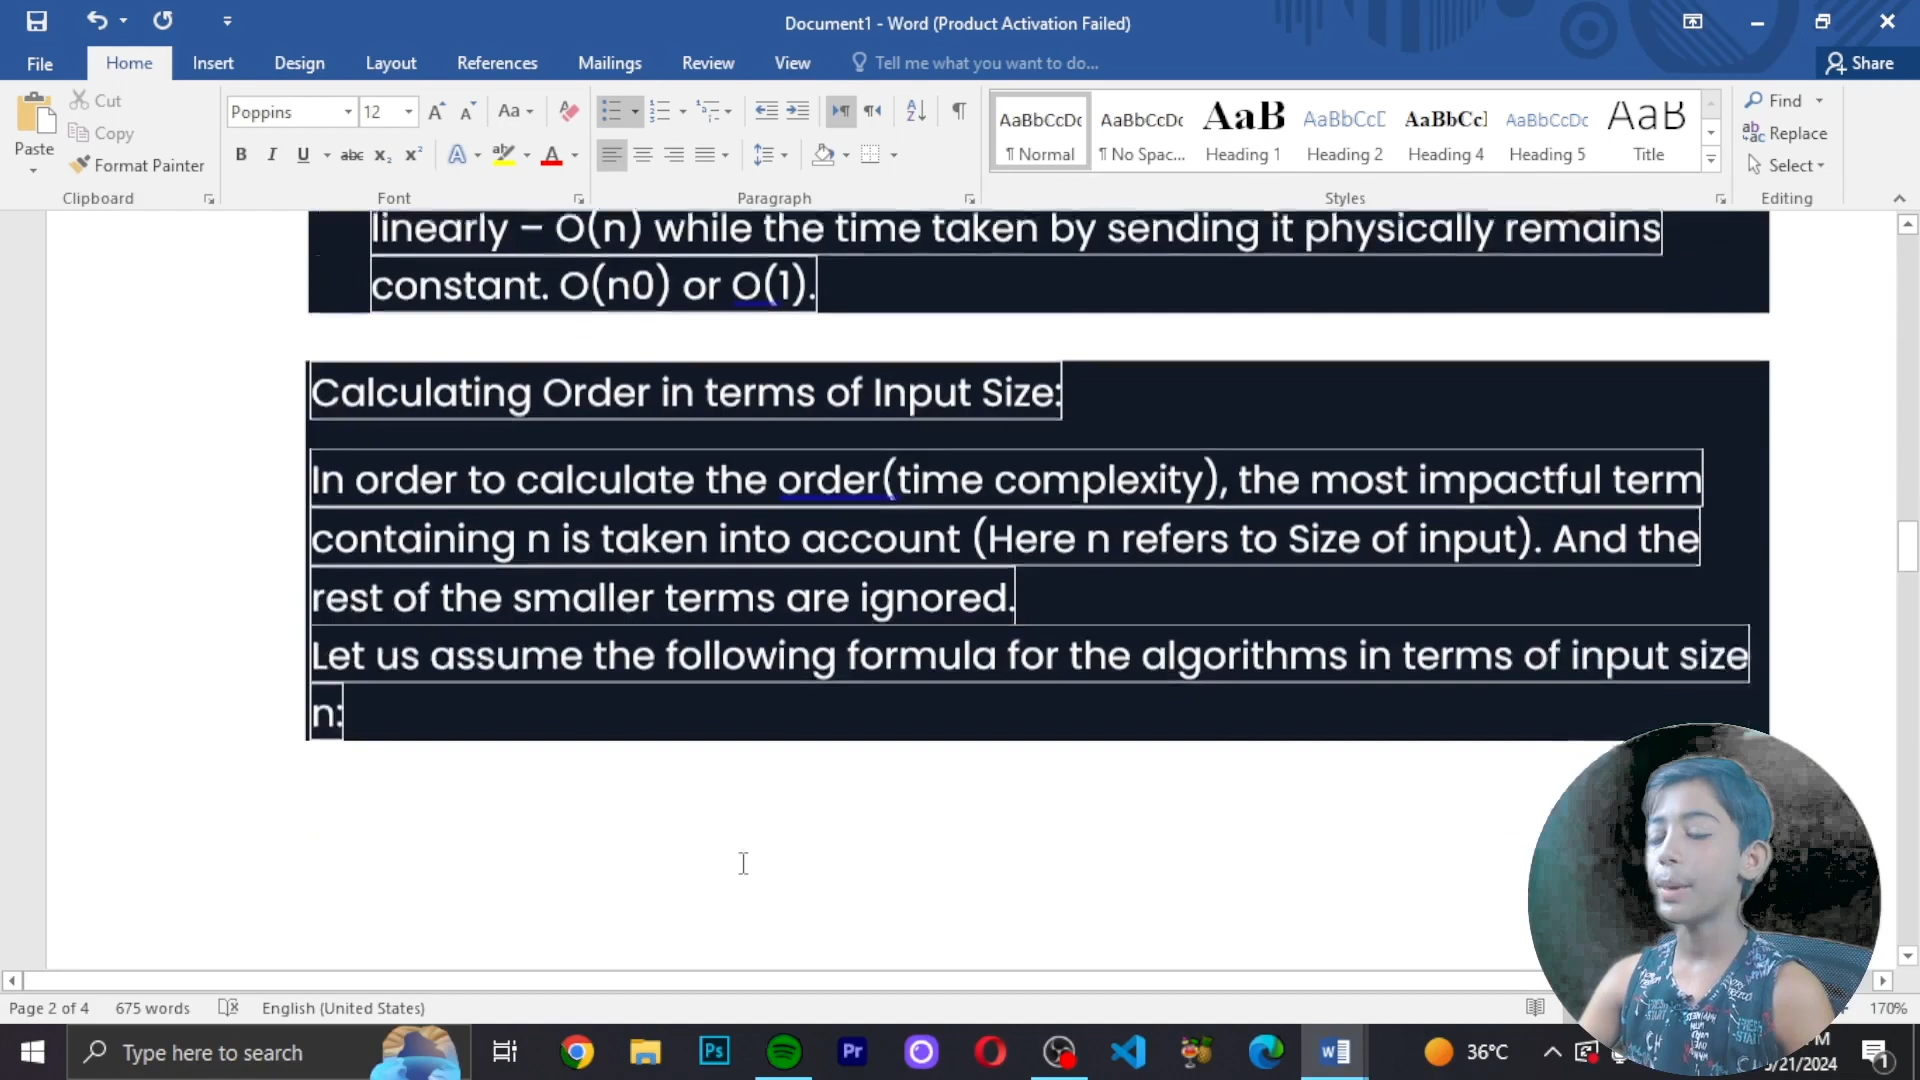 Document1 - Word (Product Activation Failed)
File Home Insert Design Layout References Mailings Review View Tell me what you want to do... Share
Paste Cut Copy Format Painter
Poppins 12
AaBbCcDc AaBbCcDc AaB AaBbCcC AaBbCcI AaBbCcDc AaB
¶ Normal ¶ No Spac... Heading 1 Heading 2 Heading 4 Heading 5 Title
Find Replace Select
Clipboard Font Paragraph Styles Editing
linearly – O(n) while the time taken by sending it physically remains
constant. O(n0) or O(1).
Calculating Order in terms of Input Size:
In order to calculate the order(time complexity), the most impactful term
containing n is taken into account (Here n refers to Size of input). And the
rest of the smaller terms are ignored.
Let us assume the following formula for the algorithms in terms of input size
n:
Page 2 of 4 675 words English (United States) 170%
Type here to search Ps Pr 36°C
/21/2024 1